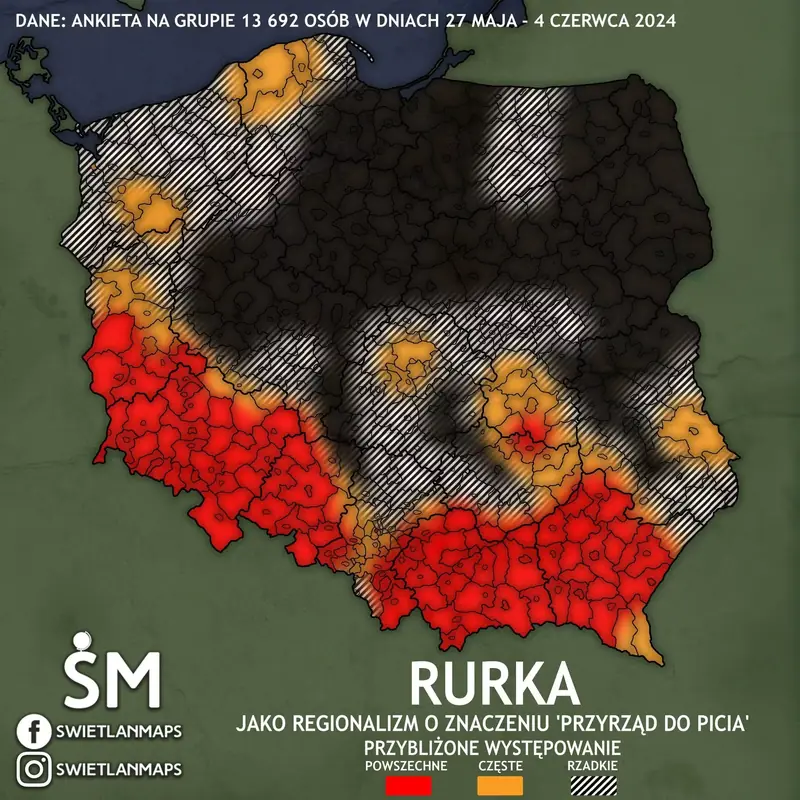 DANE: ANKIETA NA GRUPIE 13 692 OSÓB W DNIACH 27 MAJA - 4 CZERWCA 2024
ŚM
SWIETLANMAPS
SWIETLANMAPS
RURKA
JAKO REGIONALIZM O ZNACZENIU 'PRZYRZĄD DO PICIA'
PRZYBLIŻONE WYSTĘPOWANIE
POWSZECHNE CZĘSTE RZADKIE